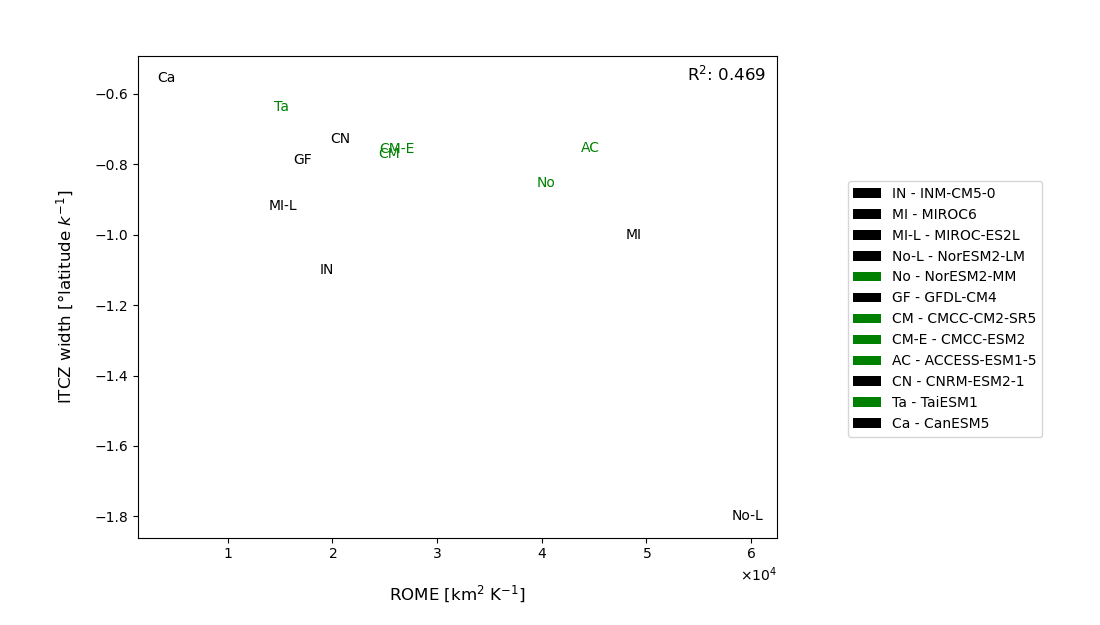 Ca
R²: 0.469
Ta
CN
CM-E
CM
AC
GF
No
MI-L
MI
IN
No-L
−0.6
−0.8
−1.0
−1.2
−1.4
−1.6
−1.8
ITCZ width [°latitude k⁻¹]
1 2 3 4 5 6
×10⁴
ROME [km² K⁻¹]
IN - INM-CM5-0
MI - MIROC6
MI-L - MIROC-ES2L
No-L - NorESM2-LM
No - NorESM2-MM
GF - GFDL-CM4
CM - CMCC-CM2-SR5
CM-E - CMCC-ESM2
AC - ACCESS-ESM1-5
CN - CNRM-ESM2-1
Ta - TaiESM1
Ca - CanESM5